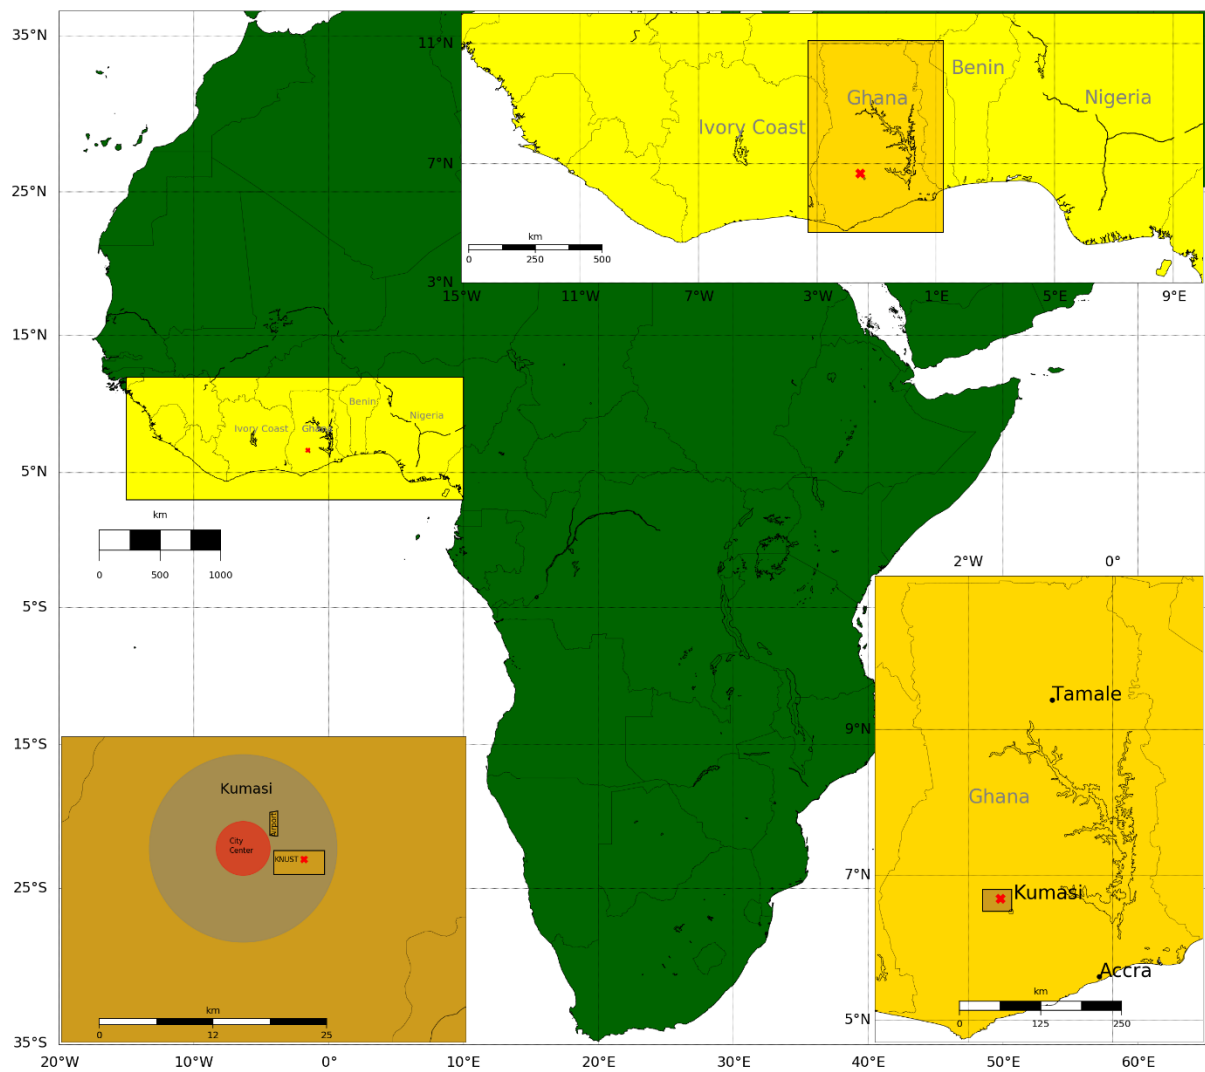 35°N
25°N
15°N
5°N
5°S
15°S
25°S
35°S
20°W
10°W
0°
10°E
20°E
30°E
40°E
50°E
60°E
11°N
7°N
3°N
15°W
11°W
7°W
3°W
1°E
5°E
9°E
Ivory Coast
Ghana
Benin
Nigeria
km
0
250
500
Ivory Coast
Ghana
Benin
Nigeria
km
0
500
1000
Kumasi
Airport
City
Center
KNUST
km
0
12
25
2°W
0°
9°N
7°N
5°N
Tamale
Ghana
Kumasi
Accra
km
0
125
250